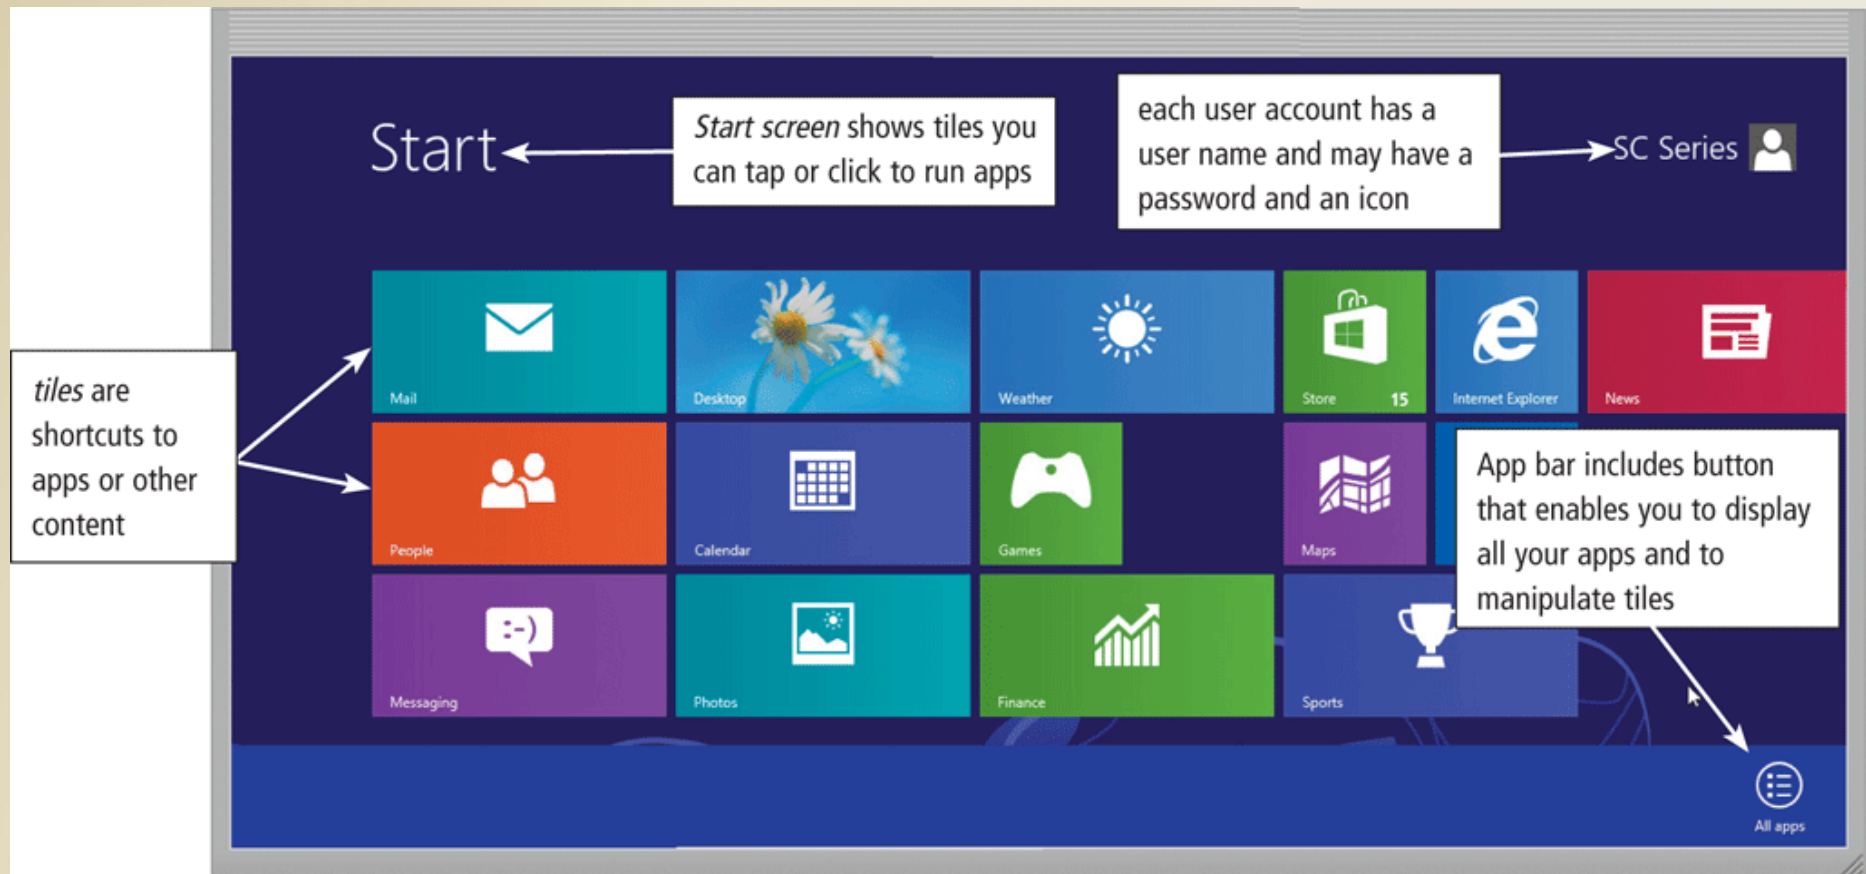 Start
Start screen shows tiles you
can tap or click to run apps
each user account has a
user name and may have a
password and an icon
SC Series
tiles are
shortcuts to
apps or other
content
Mail
Desktop
Weather
Store 15
Internet Explorer
News
People
Calendar
Games
Maps
App bar includes button
that enables you to display
all your apps and to
manipulate tiles
Messaging
:-)
Photos
Finance
Sports
All apps